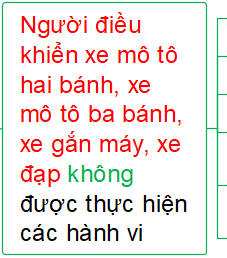 Người điều
khiển xe mô tô
hai bánh, xe
mô tô ba bánh,
xe gắn máy, xe
đạp không
được thực hiện
các hành vi